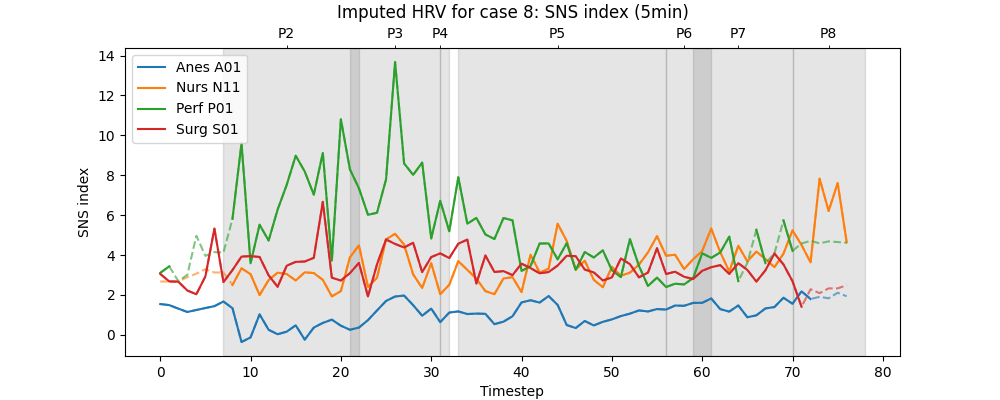 Imputed HRV for case 8: SNS index (5min)
P2 P3 P4 P5 P6 P7 P8
14
12
10
8
6
4
2
0
SNS index
Anes A01
Nurs N11
Perf P01
Surg S01
0 10 20 30 40 50 60 70 80
Timestep